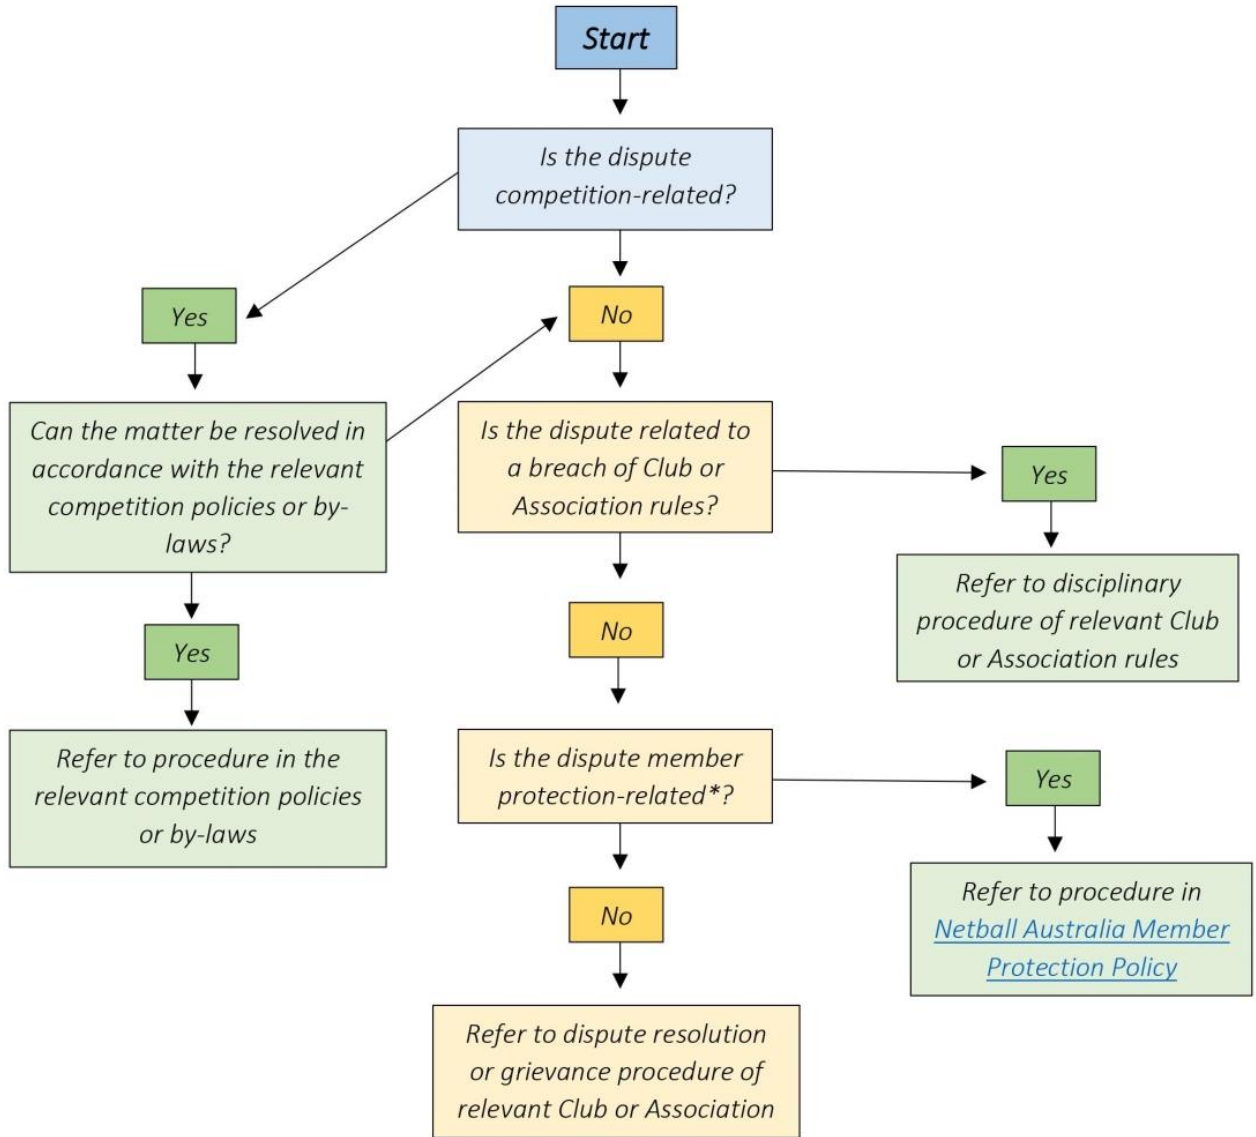 Start
Is the dispute
competition-related?
Yes
No
Can the matter be resolved in
accordance with the relevant
competition policies or by-
laws?
Is the dispute related to
a breach of Club or
Association rules?
Yes
Refer to disciplinary
procedure of relevant Club
or Association rules
Yes
No
Refer to procedure in the
relevant competition policies
or by-laws
Is the dispute member
protection-related*?
Yes
Refer to procedure in
Netball Australia Member
Protection Policy
No
Refer to dispute resolution
or grievance procedure of
relevant Club or Association